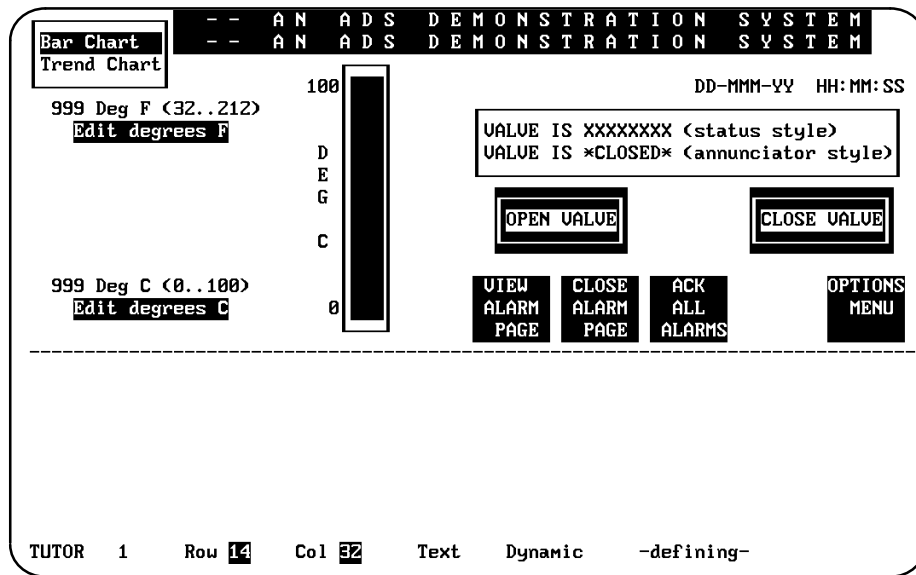 -- AN ADS DEMONSTRATION SYSTEM
-- AN ADS DEMONSTRATION SYSTEM
Bar Chart
Trend Chart
100
DD-MMM-YY HH:MM:SS
999 Deg F (32..212)
Edit degrees F
VALUE IS XXXXXXXX (status style)
VALUE IS *CLOSED* (annunciator style)
D
E
G
C
OPEN VALUE
CLOSE VALUE
999 Deg C (0..100)
Edit degrees C
0
VIEW
ALARM
PAGE
CLOSE
ALARM
PAGE
ACK
ALL
ALARMS
OPTIONS
MENU
TUTOR 1 Row 14 Col 32 Text Dynamic -defining-